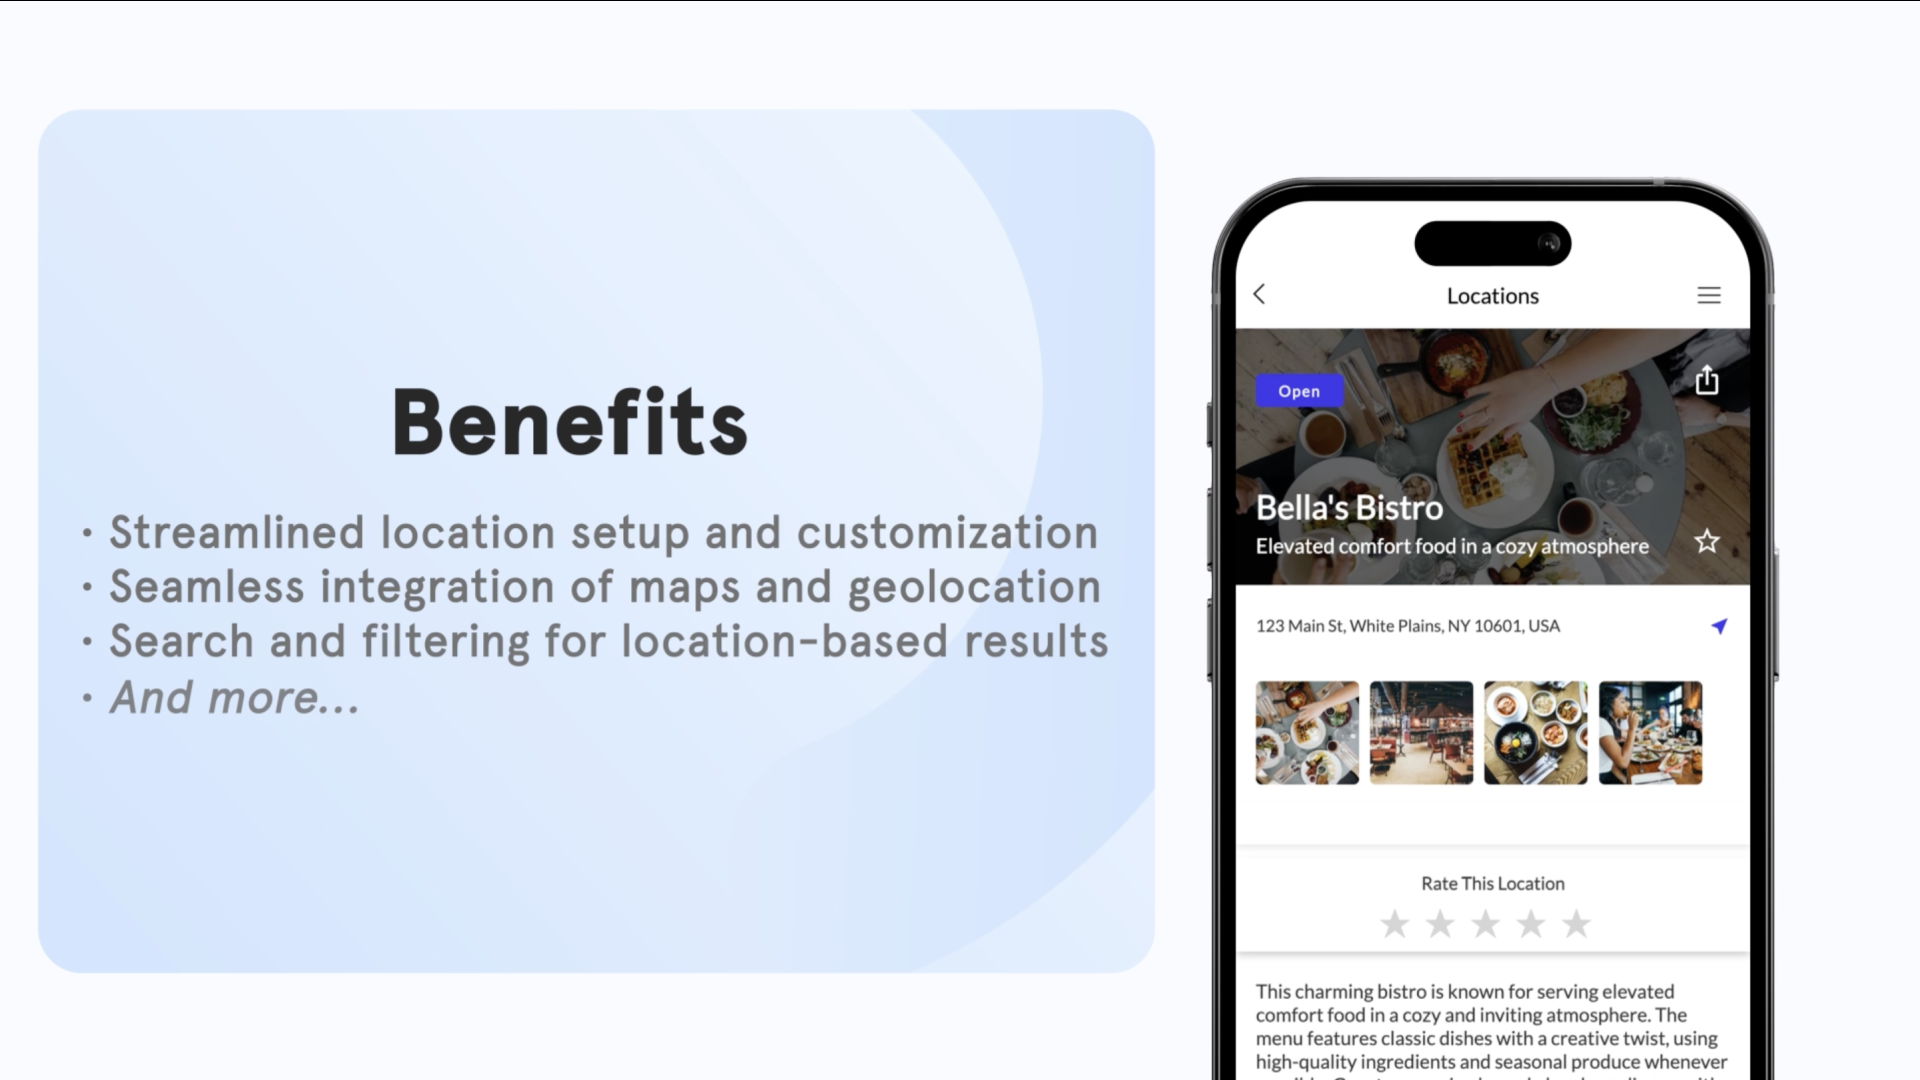 Benefits
• Streamlined location setup and customization
• Seamless integration of maps and geolocation
• Search and filtering for location-based results
• And more...
Locations
Open
Bella's Bistro
Elevated comfort food in a cozy atmosphere
123 Main St, White Plains, NY 10601, USA
Rate This Location
This charming bistro is known for serving elevated
comfort food in a cozy and inviting atmosphere. The
menu features classic dishes with a creative twist, using
high-quality ingredients and seasonal produce whenever